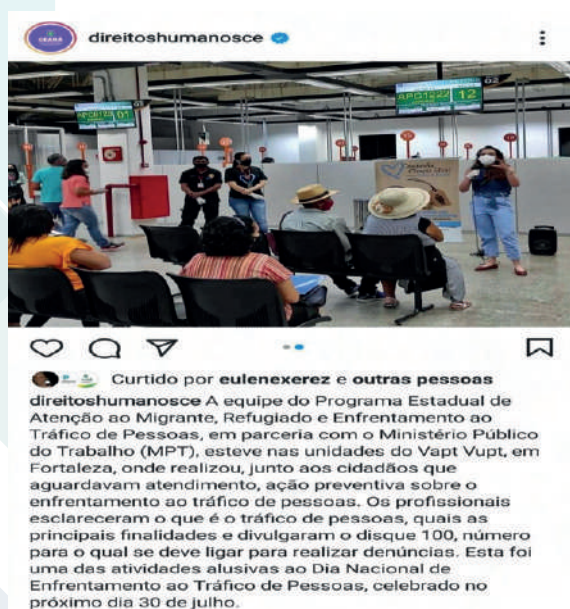 CEARÁ
direitoshumanosce
01
02
12
Curtido por eulenexerez e outras pessoas
direitoshumanosce A equipe do Programa Estadual de
Atenção ao Migrante, Refugiado e Enfrentamento ao
Tráfico de Pessoas, em parceria com o Ministério Público
do Trabalho (MPT), esteve nas unidades do Vapt Vupt, em
Fortaleza, onde realizou, junto aos cidadãos que
aguardavam atendimento, ação preventiva sobre o
enfrentamento ao tráfico de pessoas. Os profissionais
esclareceram o que é o tráfico de pessoas, quais as
principais finalidades e divulgaram o disque 100, número
para o qual se deve ligar para realizar denúncias. Esta foi
uma das atividades alusivas ao Dia Nacional de
Enfrentamento ao Tráfico de Pessoas, celebrado no
próximo dia 30 de julho.